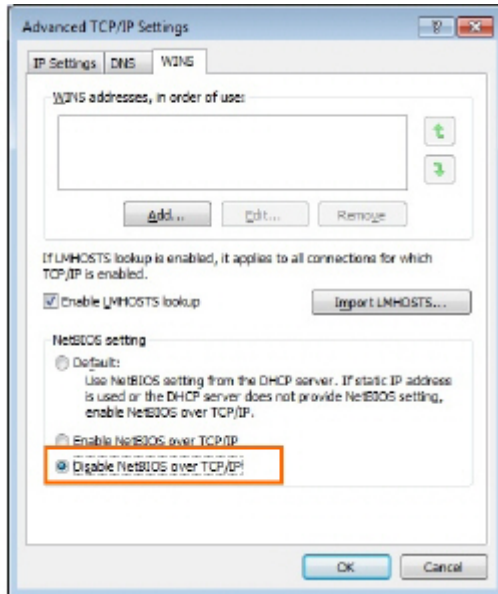 Advanced TCP/IP Settings
IP Settings DNS WINS
WINS addresses, in order of use:
Add... Edit... Remove
If LMHOSTS lookup is enabled, it applies to all connections for which
TCP/IP is enabled.
Enable LMHOSTS lookup Import LMHOSTS...
NetBIOS setting
Default:
Use NetBIOS setting from the DHCP server. If static IP address
is used or the DHCP server does not provide NetBIOS setting,
enable NetBIOS over TCP/IP.
Enable NetBIOS over TCP/IP
Disable NetBIOS over TCP/IP
OK Cancel